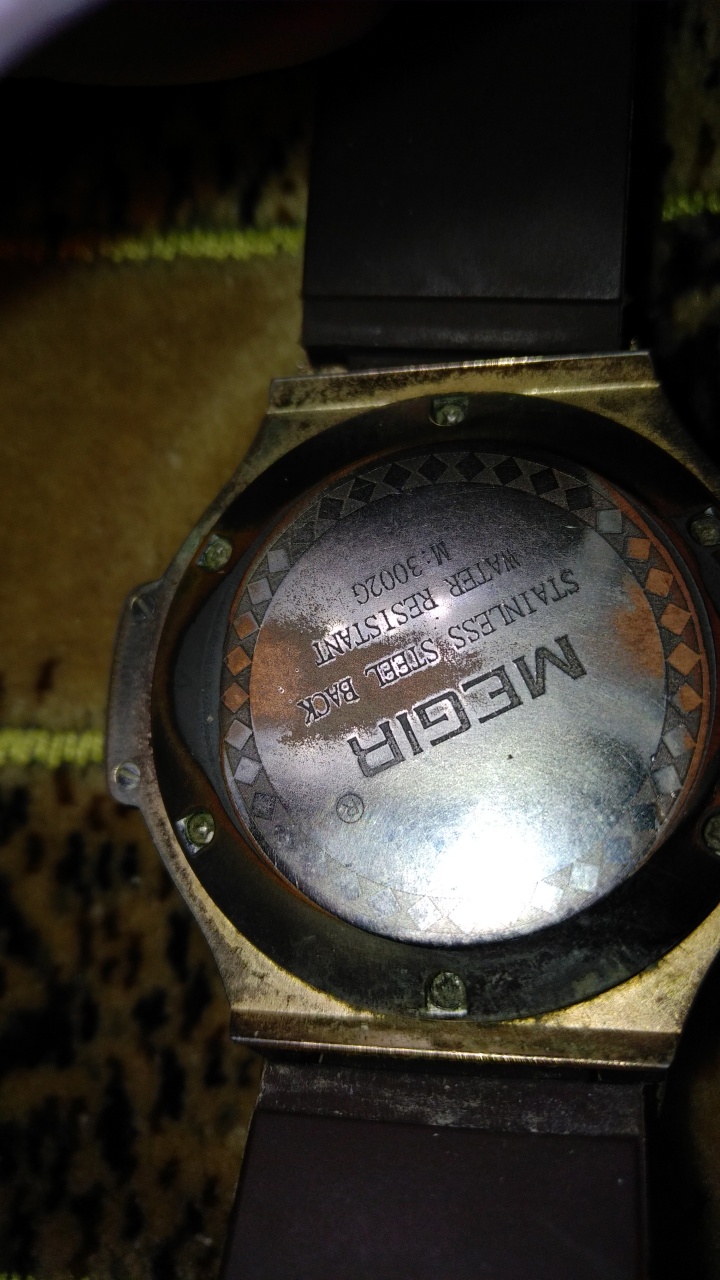 MEGIR ®
STAINLESS STEEL BACK
WATER RESISTANT
M:3002G